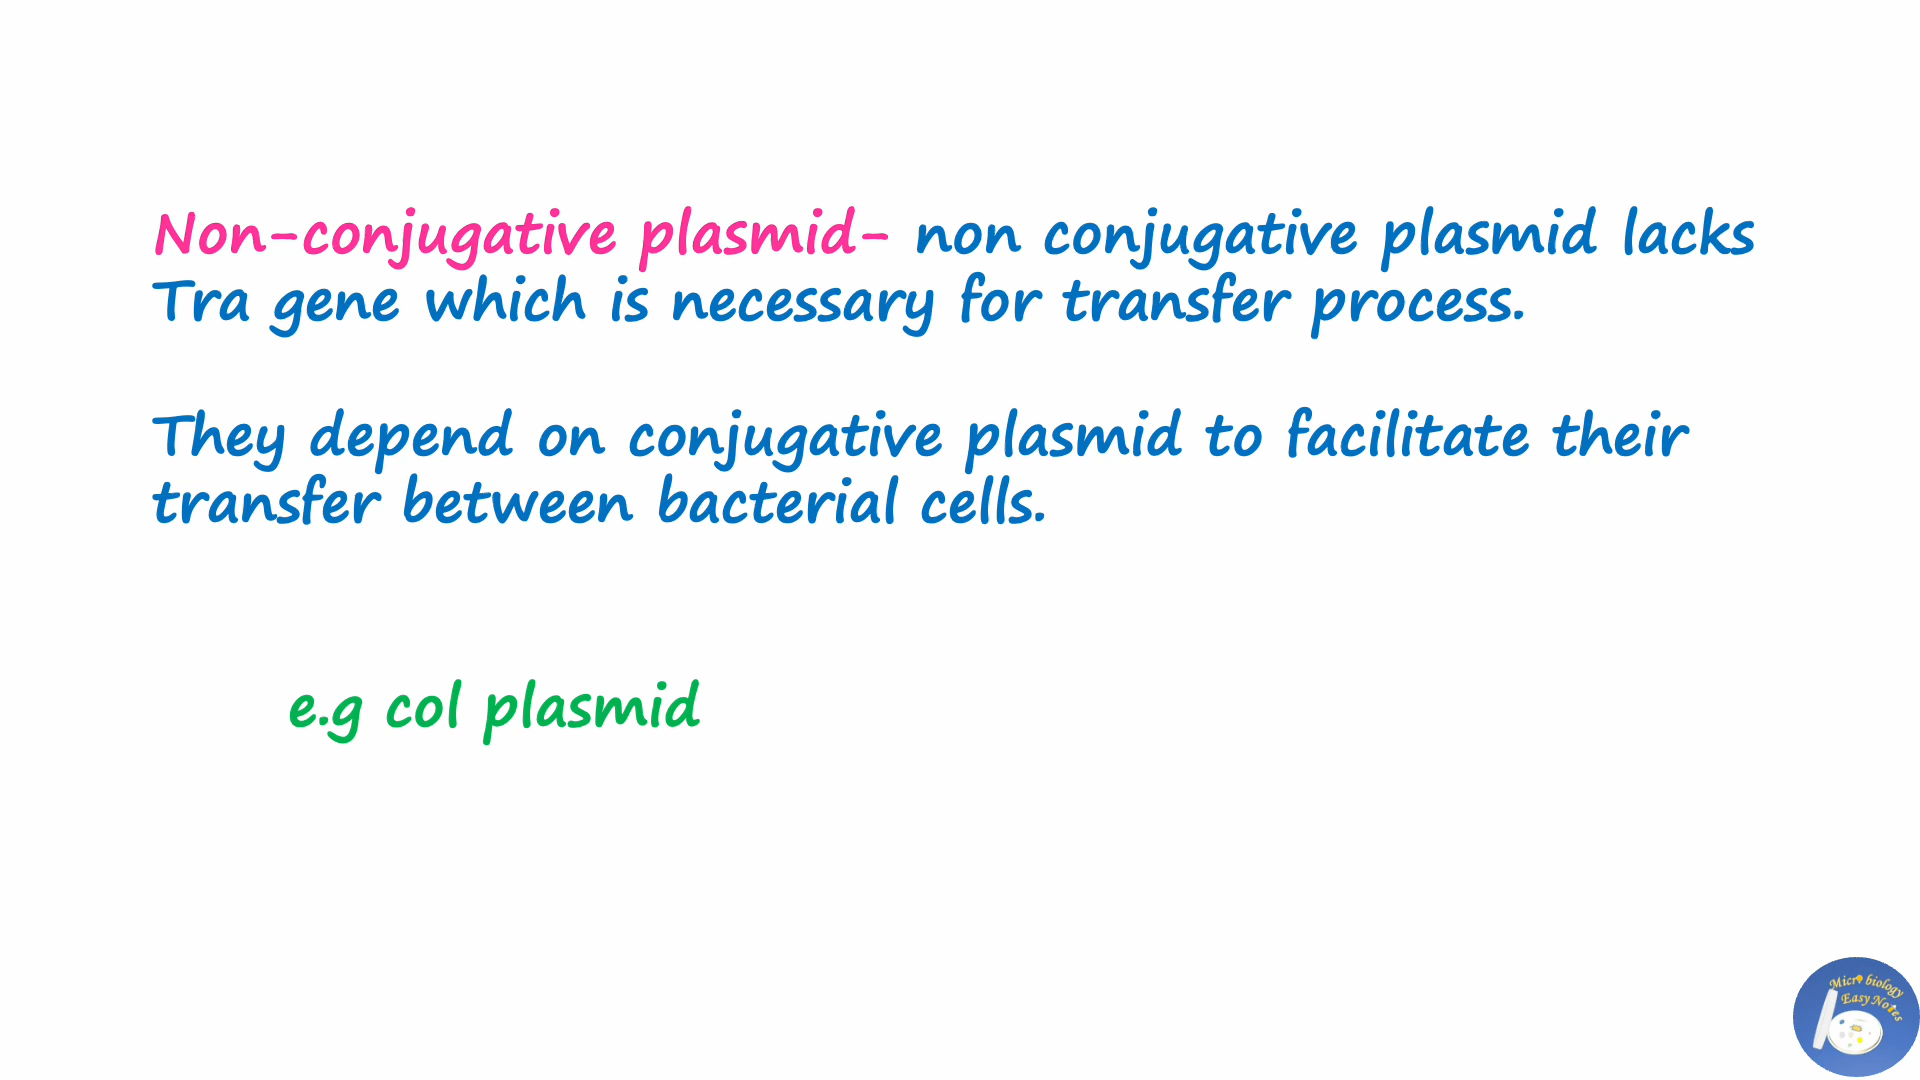 Non-conjugative plasmid- non conjugative plasmid lacks
Tra gene which is necessary for transfer process.
They depend on conjugative plasmid to facilitate their
transfer between bacterial cells.
e.g col plasmid
Micro biology
Easy Notes